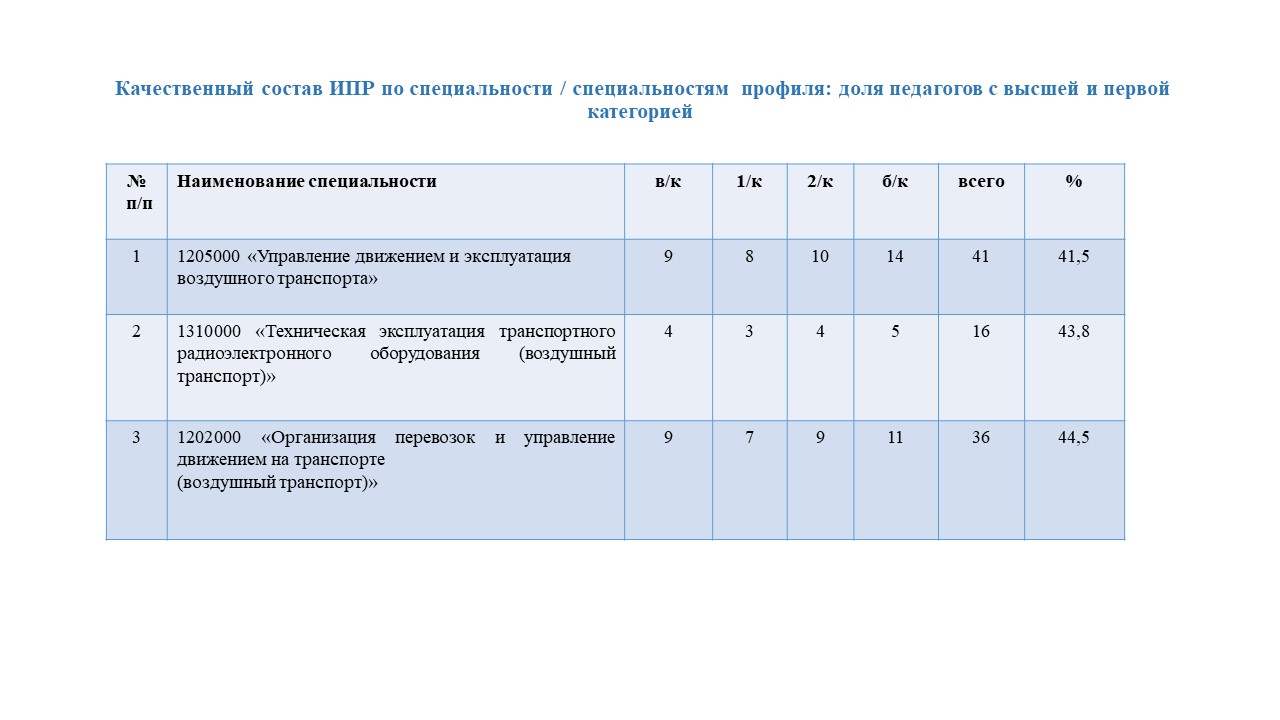 Качественный состав ИПР по специальности / специальностям профиля: доля педагогов с высшей и первой
категорией
№
п/п
Наименование специальности
в/к
1/к
2/к
б/к
всего
%
1
1205000 «Управление движением и эксплуатация
воздушного транспорта»
9
8
10
14
41
41,5
2
1310000 «Техническая эксплуатация транспортного
радиоэлектронного оборудования (воздушный
транспорт)»
4
3
4
5
16
43,8
3
1202000 «Организация перевозок и управление
движением на транспорте
(воздушный транспорт)»
9
7
9
11
36
44,5